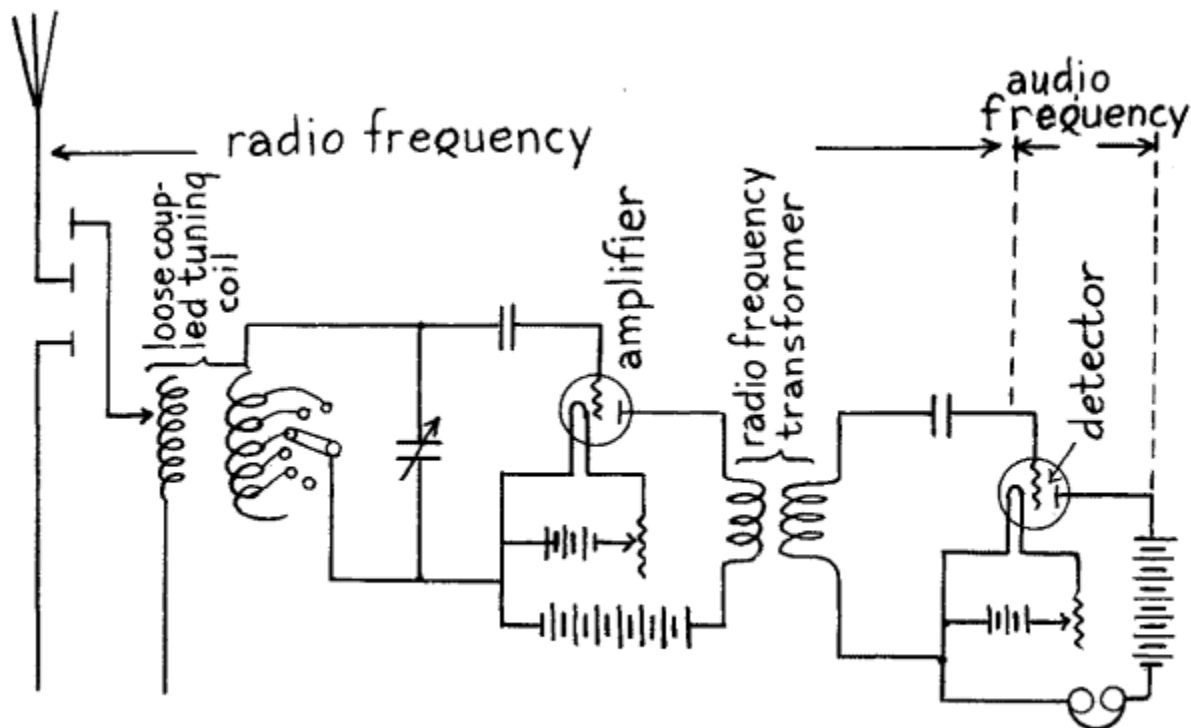 radio frequency
audio
frequency
loose coup-
led tuning
coil
amplifier
radio frequency
transformer
detector